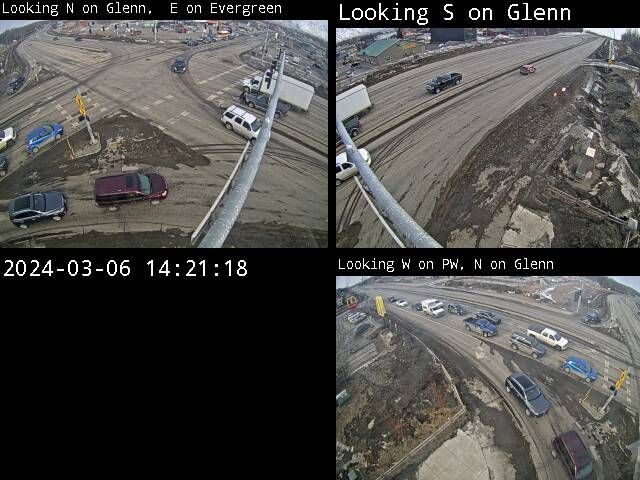 Looking N on Glenn, E on Evergreen
Looking S on Glenn
2024-03-06 14:21:18
Looking W on PW, N on Glenn